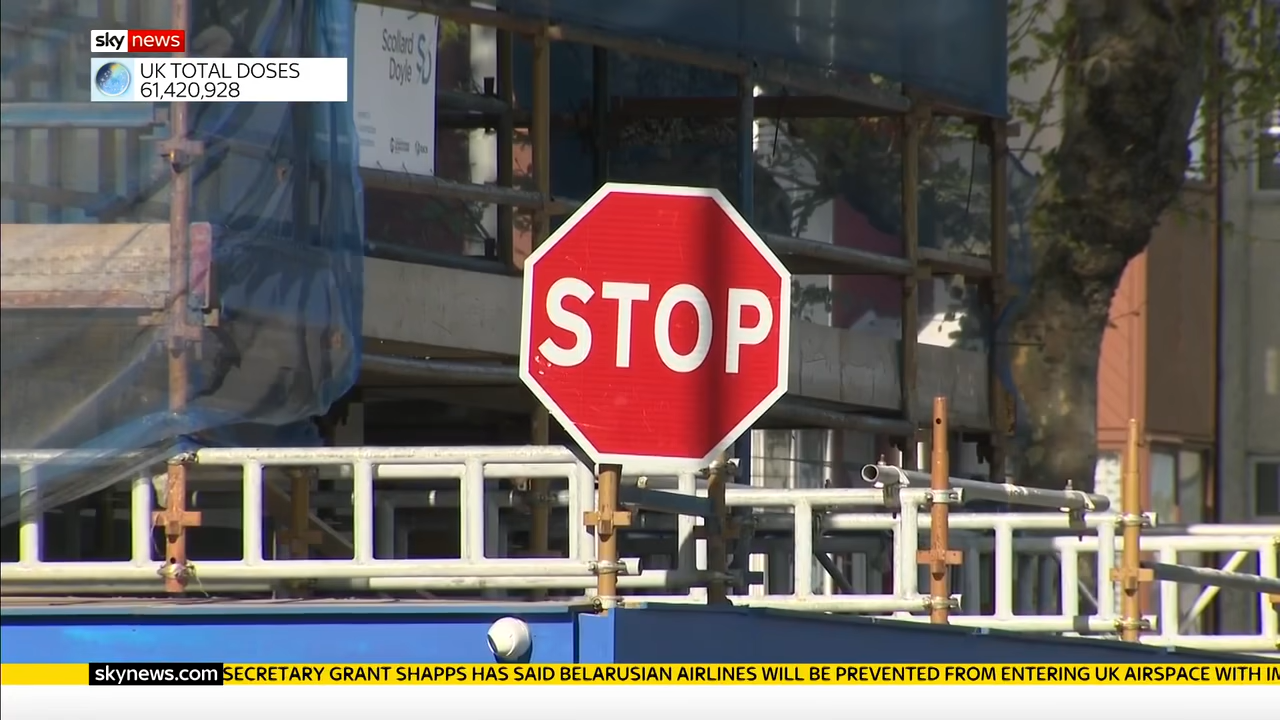 sky news
UK TOTAL DOSES
61,420,928
Scollard
Doyle
STOP
skynews.com
SECRETARY GRANT SHAPPS HAS SAID BELARUSIAN AIRLINES WILL BE PREVENTED FROM ENTERING UK AIRSPACE WITH IM